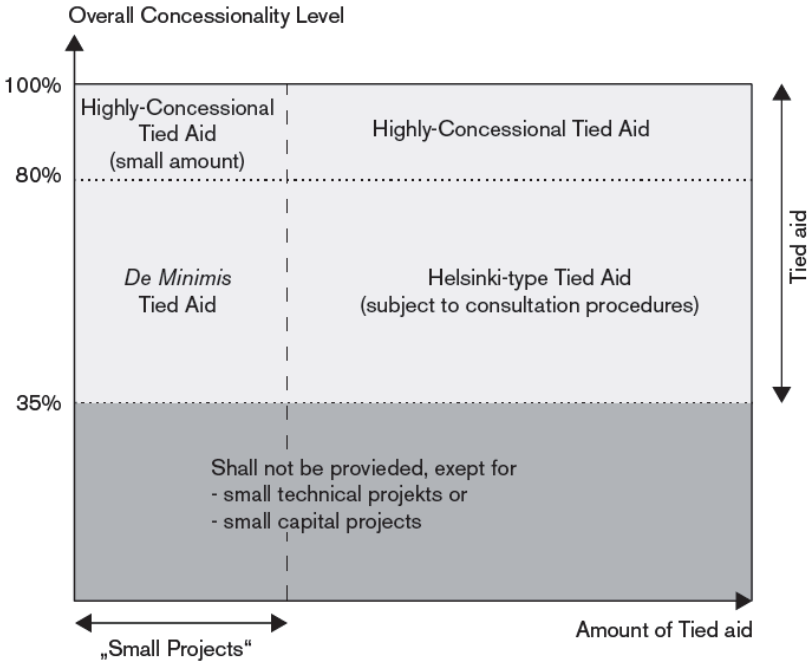 Overall Concessionality Level
100%
Highly-Concessional
Tied Aid
(small amount)
Highly-Concessional Tied Aid
80%
De Minimis
Tied Aid
Helsinki-type Tied Aid
(subject to consultation procedures)
Tied aid
35%
Shall not be provieded, exept for
- small technical projekts or
- small capital projects
Amount of Tied aid
„Small Projects“